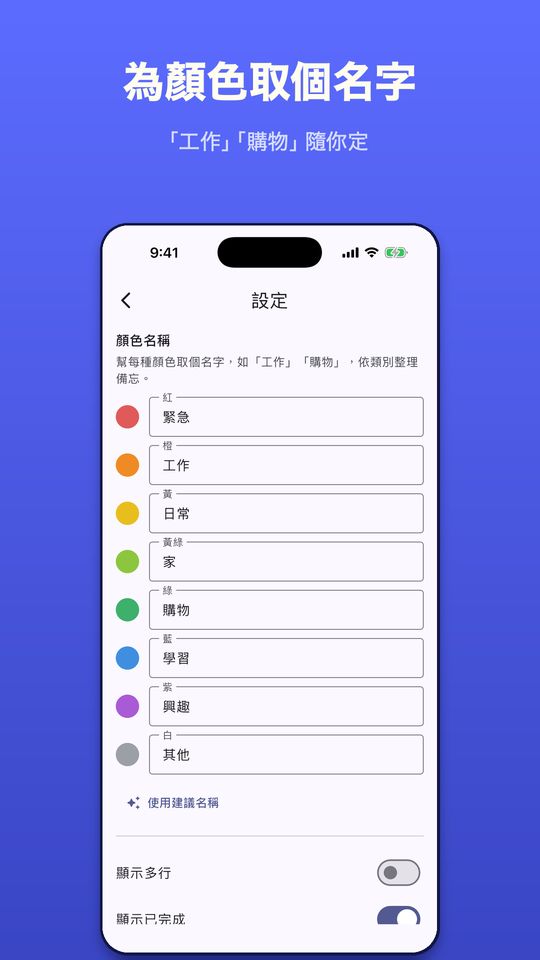 為顏色取個名字
「工作」「購物」隨你定
9:41
設定
顏色名稱
幫每種顏色取個名字，如「工作」「購物」，依類別整理
備忘。
紅
緊急
橙
工作
黃
日常
黃綠
家
綠
購物
藍
學習
紫
興趣
白
其他
使用建議名稱
顯示多行
顯示已完成